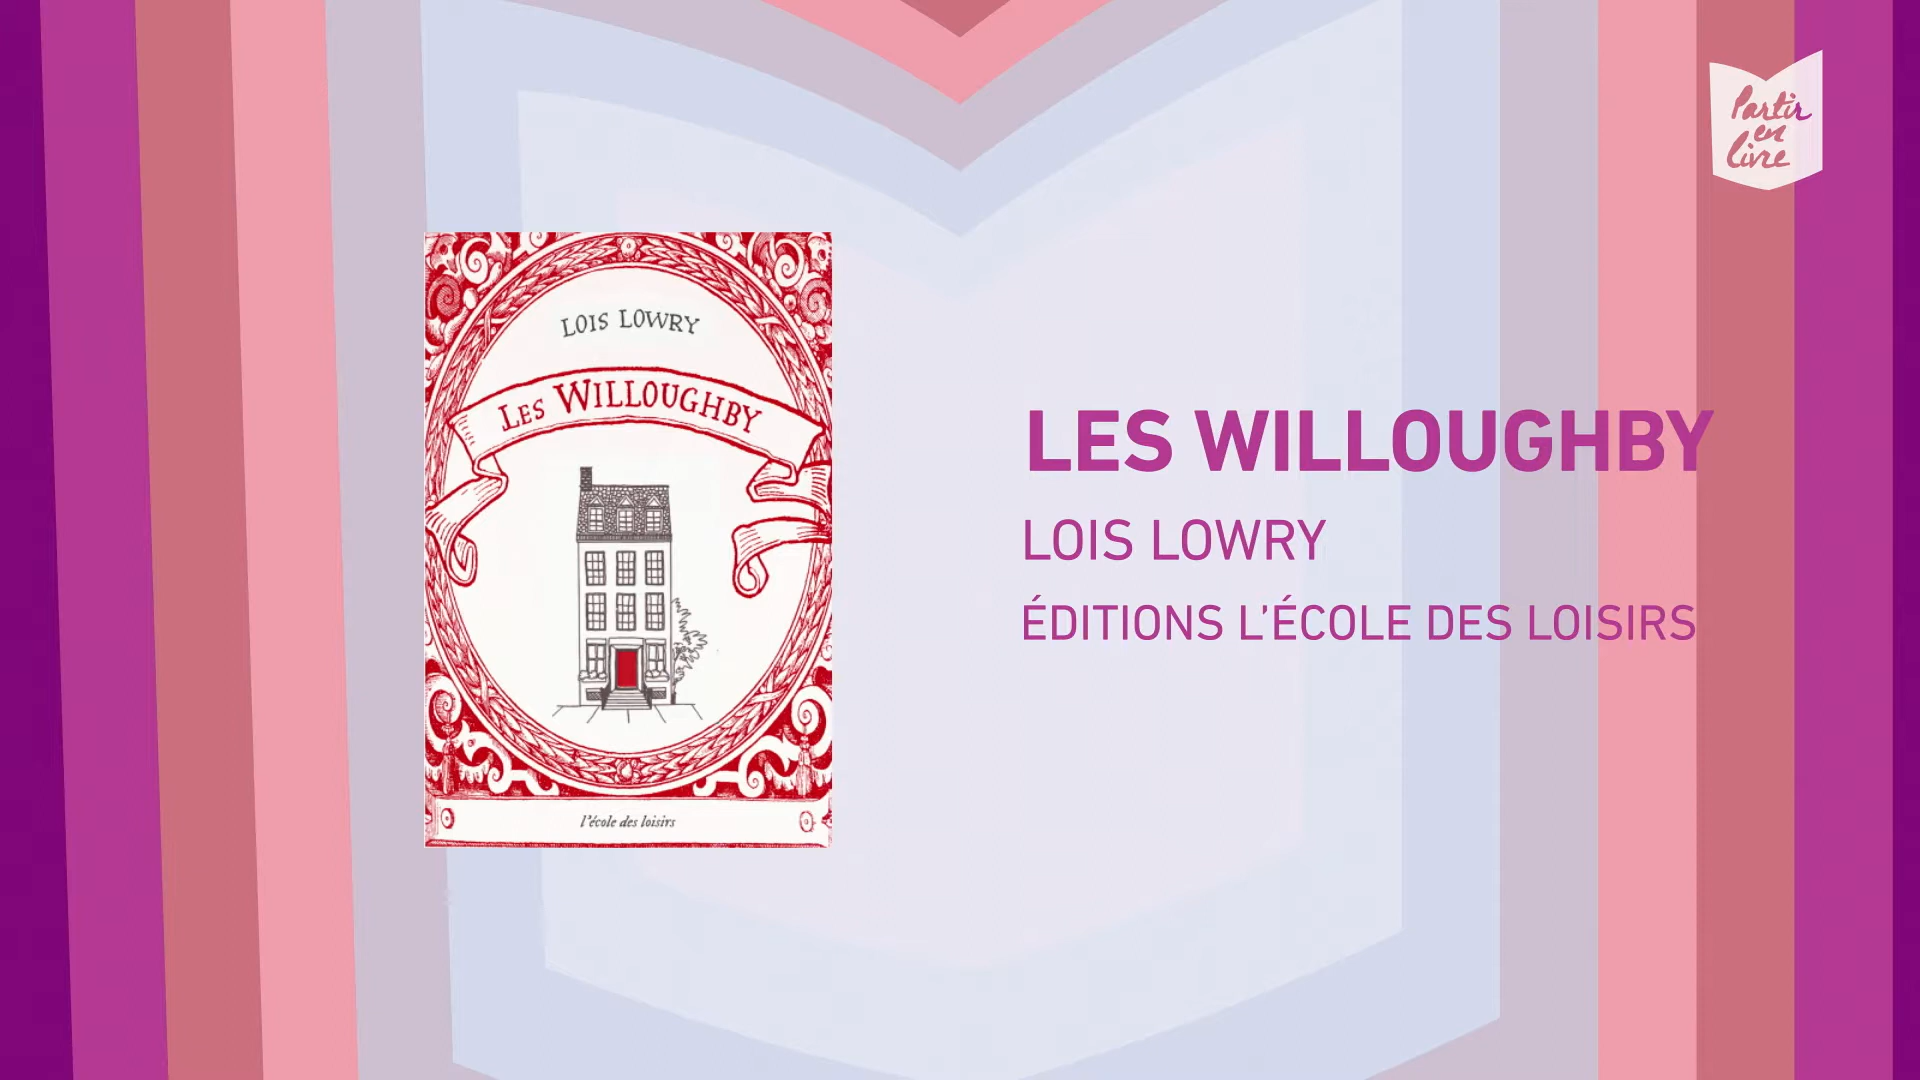 Partir
en
livre
LOIS LOWRY
LES WILLOUGHBY
l'école des loisirs
LES WILLOUGHBY
LOIS LOWRY
ÉDITIONS L’ÉCOLE DES LOISIRS